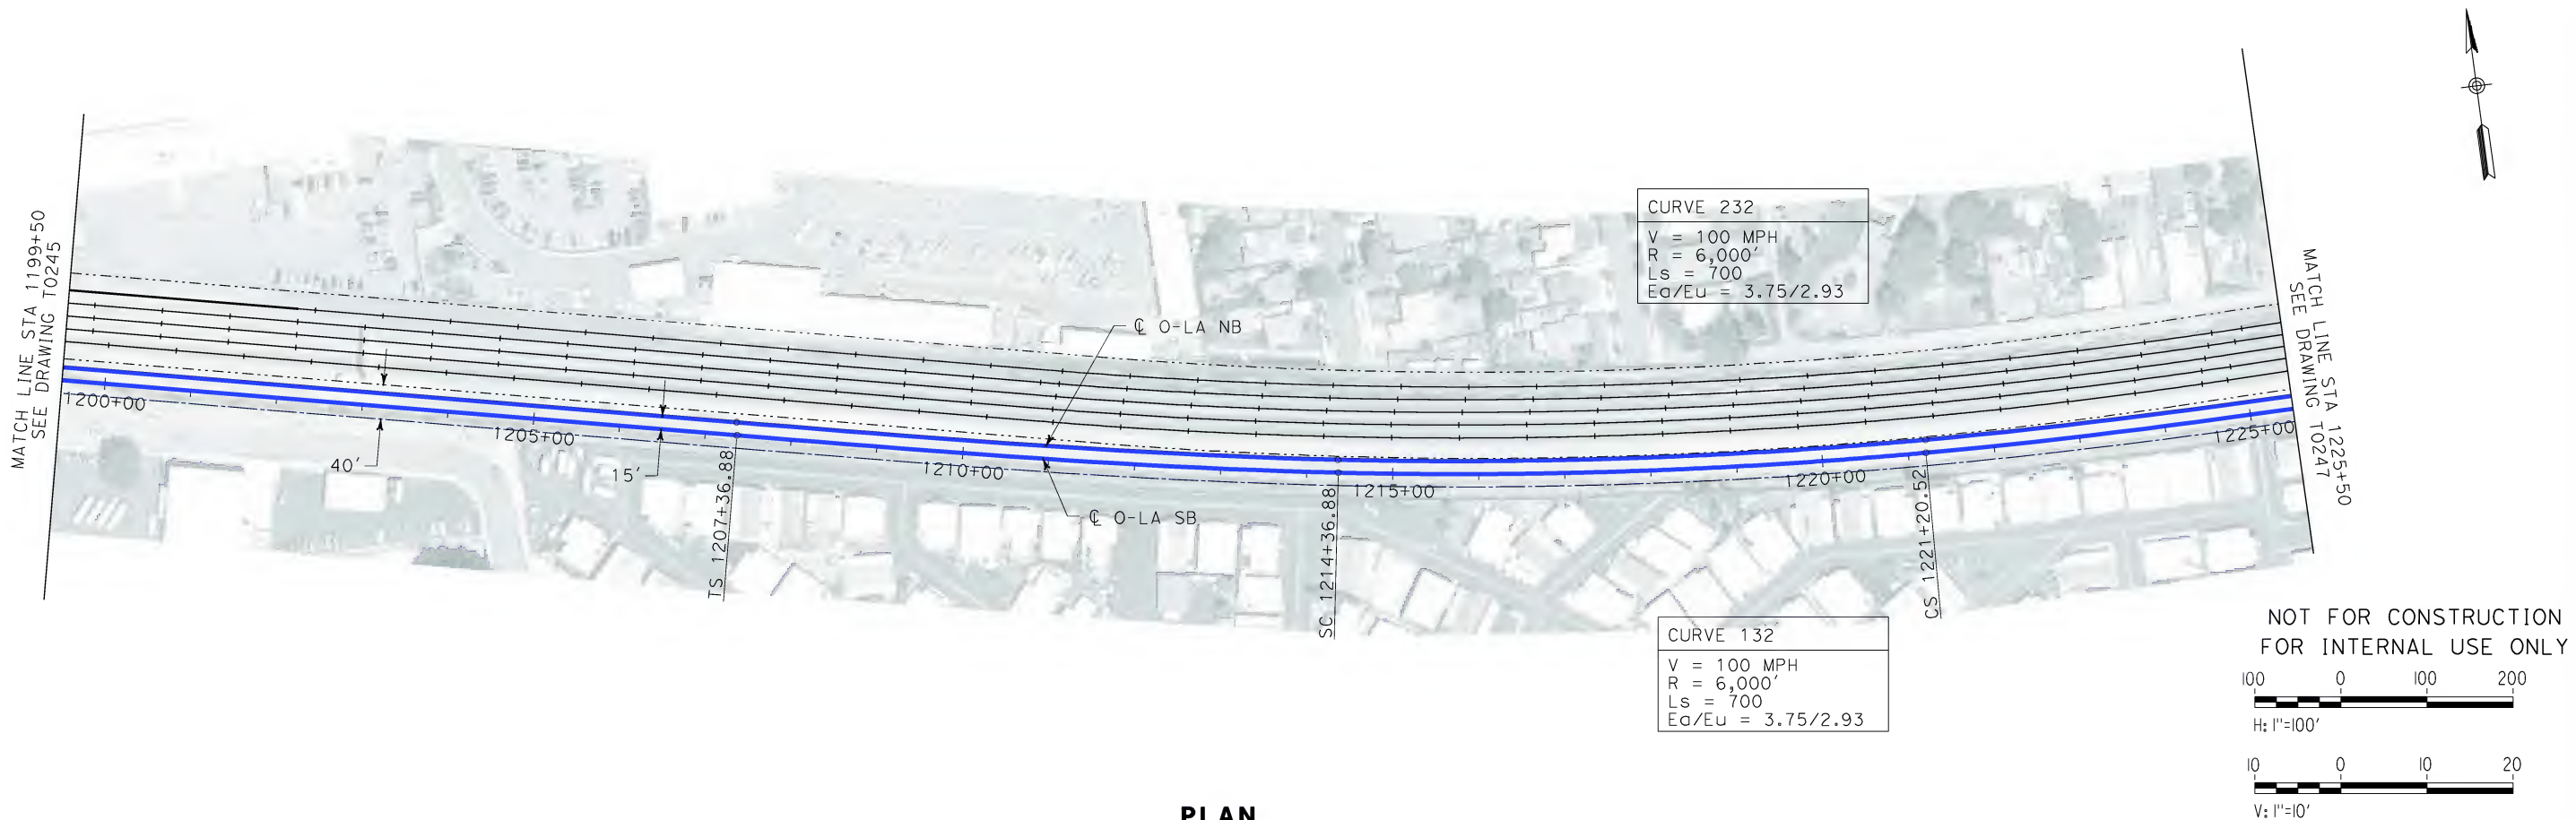 MATCH LINE STA 1199+50
SEE DRAWING T0245
CURVE 232
V = 100 MPH
R = 6,000'
Ls = 700
Ea/Eu = 3.75/2.93
MATCH LINE STA 1225+50
SEE DRAWING T0247
℄ O-LA NB
1200+00
1205+00
1210+00
1215+00
1220+00
1225+00
40'
15'
TS 1207+36.88
℄ O-LA SB
SC 1214+36.88
CS 1221+20.52
CURVE 132
V = 100 MPH
R = 6,000'
Ls = 700
Ea/Eu = 3.75/2.93
NOT FOR CONSTRUCTION
FOR INTERNAL USE ONLY
100 0 100 200
H: 1"=100'
10 0 10 20
V: 1"=10'
PLAN